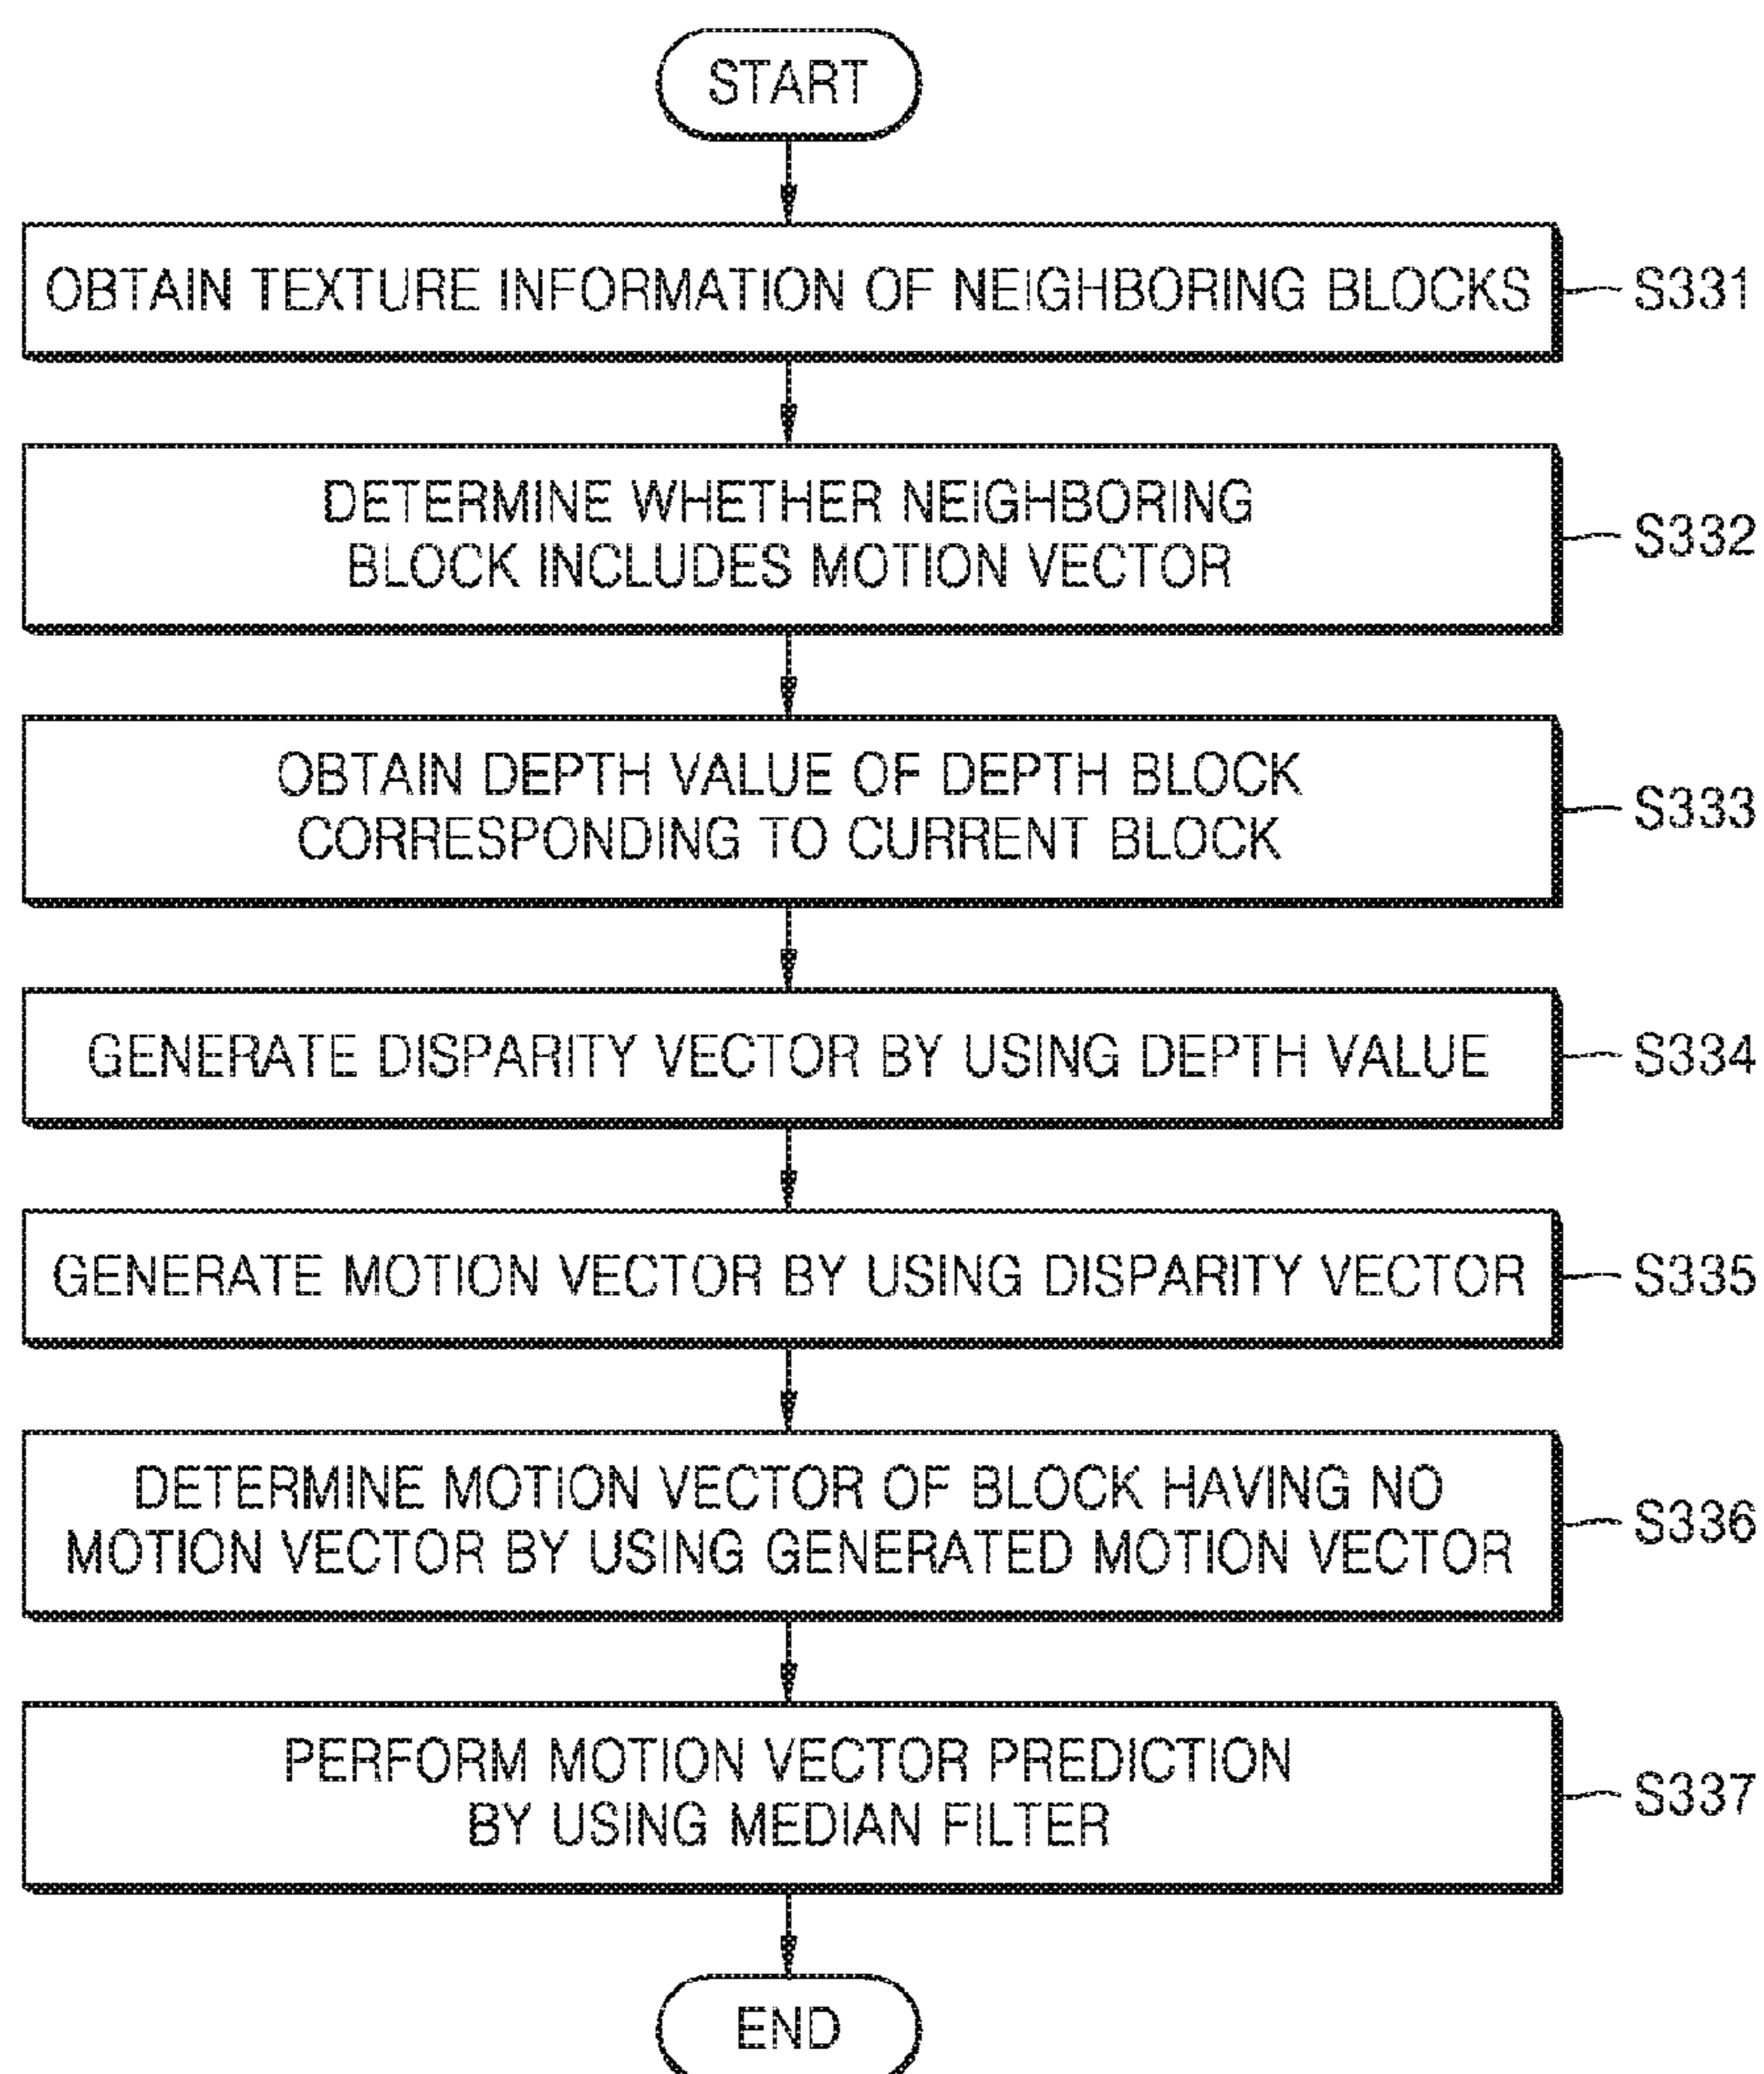 START
OBTAIN TEXTURE INFORMATION OF NEIGHBORING BLOCKS
S331
DETERMINE WHETHER NEIGHBORING
BLOCK INCLUDES MOTION VECTOR
S332
OBTAIN DEPTH VALUE OF DEPTH BLOCK
CORRESPONDING TO CURRENT BLOCK
S333
GENERATE DISPARITY VECTOR BY USING DEPTH VALUE
S334
GENERATE MOTION VECTOR BY USING DISPARITY VECTOR
S335
DETERMINE MOTION VECTOR OF BLOCK HAVING NO
MOTION VECTOR BY USING GENERATED MOTION VECTOR
S336
PERFORM MOTION VECTOR PREDICTION
BY USING MEDIAN FILTER
S337
END